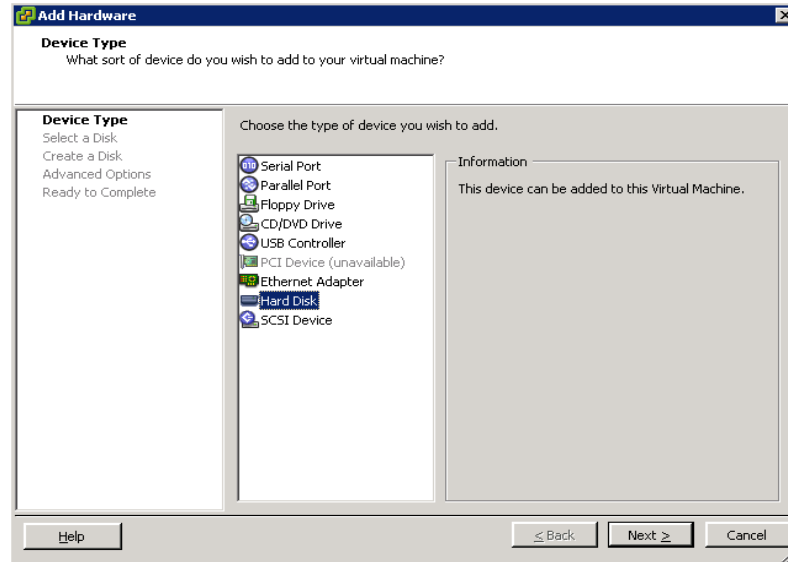 Add Hardware
Device Type
What sort of device do you wish to add to your virtual machine?
Device Type
Select a Disk
Create a Disk
Advanced Options
Ready to Complete
Choose the type of device you wish to add.
Serial Port
Parallel Port
Floppy Drive
CD/DVD Drive
USB Controller
PCI Device (unavailable)
Ethernet Adapter
Hard Disk
SCSI Device
Information
This device can be added to this Virtual Machine.
Help
< Back
Next >
Cancel